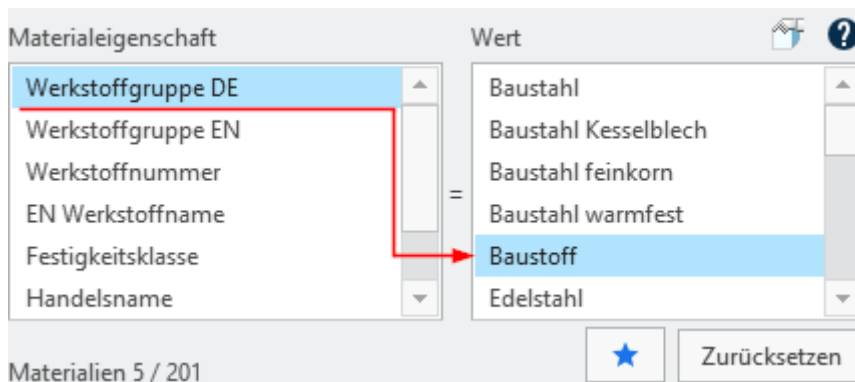 Materialeigenschaft
Wert
Werkstoffgruppe DE
Werkstoffgruppe EN
Werkstoffnummer
EN Werkstoffname
Festigkeitsklasse
Handelsname
=
Baustahl
Baustahl Kesselblech
Baustahl feinkorn
Baustahl warmfest
Baustoff
Edelstahl
Materialien 5 / 201
Zurücksetzen
?